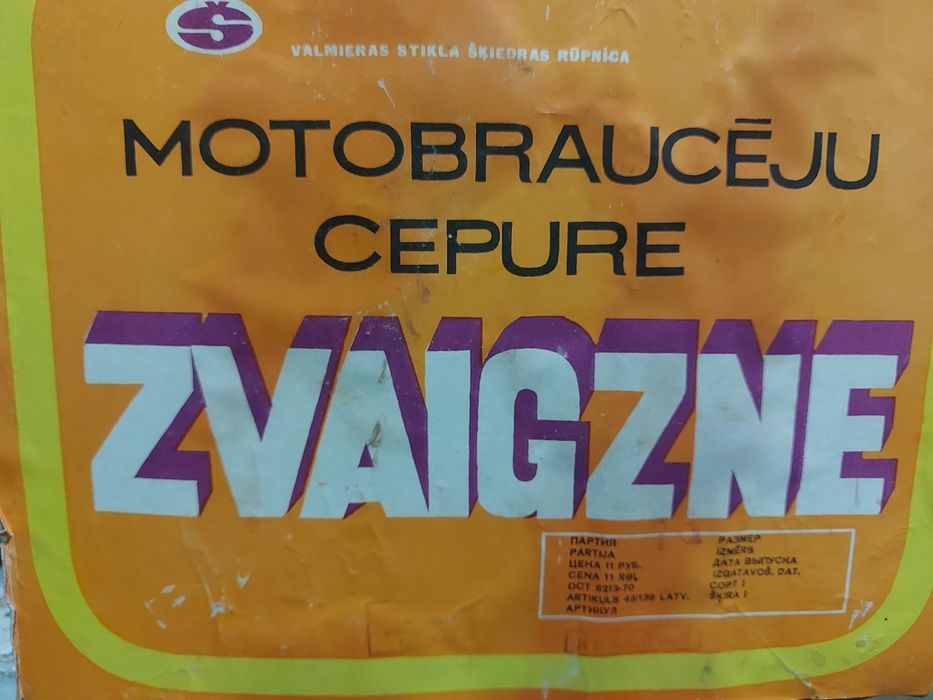 Š
VALMIERAS STIKLA ŠĶIEDRAS RŪPNĪCA
MOTOBRAUCĒJU
CEPURE
ZVAIGZNE
ПАРТИЯ
PARTIJA
ЦЕНА 11 РУБ.
CENA 11 RBĻ
ОСТ 6213-70
ARTIKULS 49/139 LATV.
АРТИКУЛ
РАЗМЕР
IZMĒRS
ДАТА ВЫПУСКА
IZGATAVOŠ. DAT.
СОРТ I
ŠĶIRA I